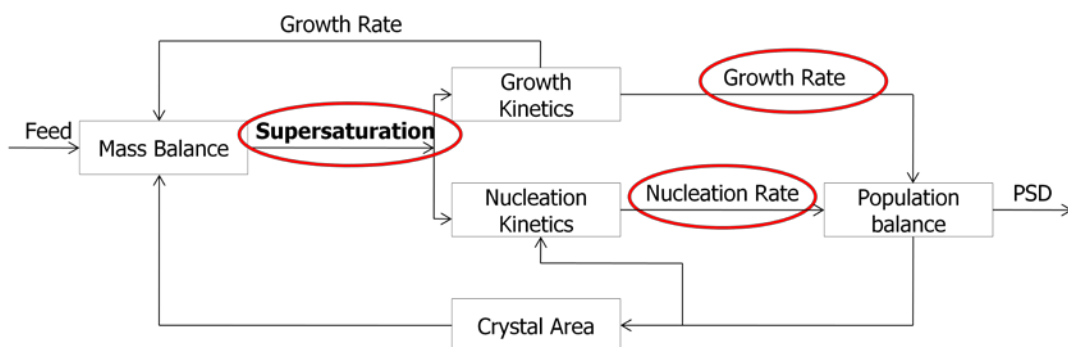 Growth Rate
Growth
Kinetics
Growth Rate
Feed
Mass Balance
Supersaturation
Nucleation
Kinetics
Nucleation Rate
Population
balance
PSD
Crystal Area